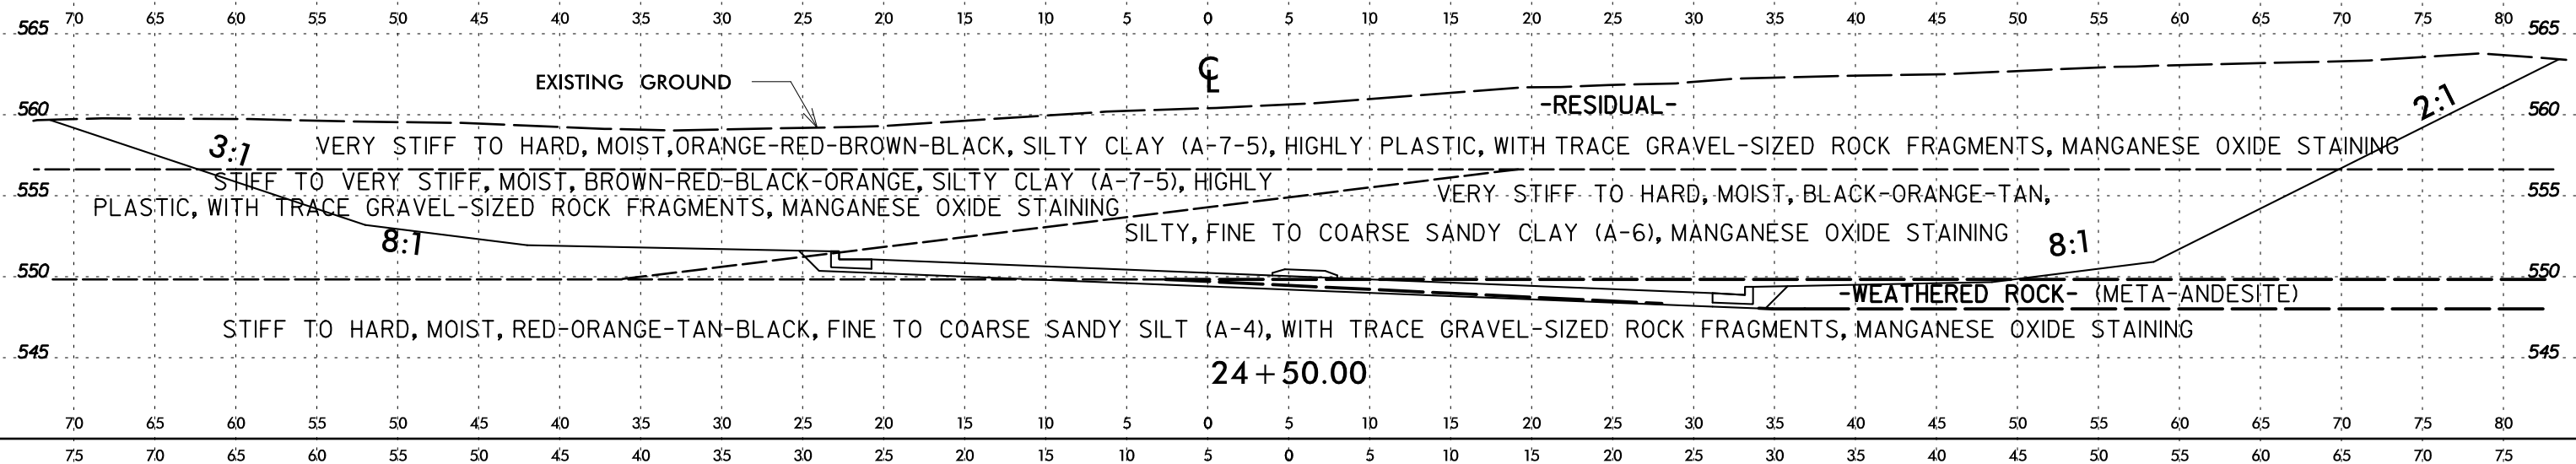 70 65 60 55 50 45 40 35 30 25 20 15 10 5 0 5 10 15 20 25 30 35 40 45 50 55 60 65 70 75 80
565 565
℄
EXISTING GROUND
2:1
-RESIDUAL-
560 560
3:1
VERY STIFF TO HARD, MOIST,ORANGE-RED-BROWN-BLACK, SILTY CLAY (A-7-5), HIGHLY PLASTIC, WITH TRACE GRAVEL-SIZED ROCK FRAGMENTS, MANGANESE OXIDE STAINING
STIFF TO VERY STIFF, MOIST, BROWN-RED-BLACK-ORANGE, SILTY CLAY (A-7-5), HIGHLY
PLASTIC, WITH TRACE GRAVEL-SIZED ROCK FRAGMENTS, MANGANESE OXIDE STAINING
555 555
VERY STIFF TO HARD, MOIST, BLACK-ORANGE-TAN,
SILTY, FINE TO COARSE SANDY CLAY (A-6), MANGANESE OXIDE STAINING
8:1 8:1
550 550
-WEATHERED ROCK- (META-ANDESITE)
STIFF TO HARD, MOIST, RED-ORANGE-TAN-BLACK, FINE TO COARSE SANDY SILT (A-4), WITH TRACE GRAVEL-SIZED ROCK FRAGMENTS, MANGANESE OXIDE STAINING
545 545
24+50.00
70 65 60 55 50 45 40 35 30 25 20 15 10 5 0 5 10 15 20 25 30 35 40 45 50 55 60 65 70 75 80
75 70 65 60 55 50 45 40 35 30 25 20 15 10 5 0 5 10 15 20 25 30 35 40 45 50 55 60 65 70 75